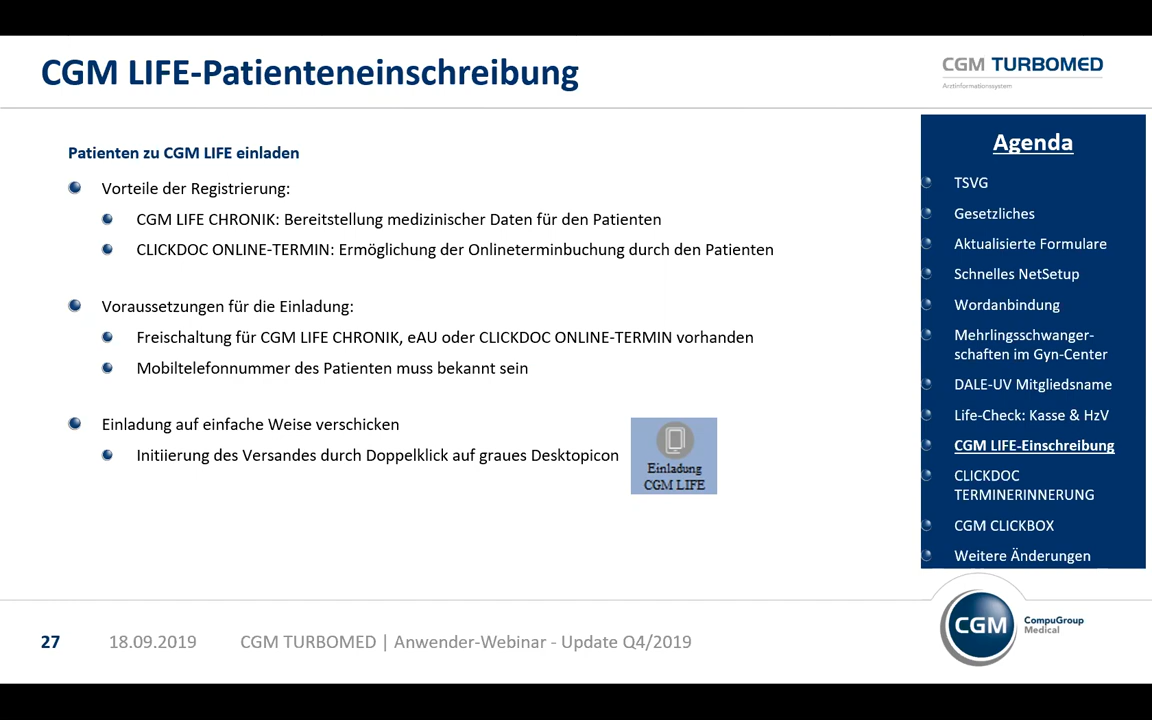 CGM LIFE-Patienteneinschreibung
CGM TURBOMED
Arztinformationssystem
Patienten zu CGM LIFE einladen
Vorteile der Registrierung:
CGM LIFE CHRONIK: Bereitstellung medizinischer Daten für den Patienten
CLICKDOC ONLINE-TERMIN: Ermöglichung der Onlineterminbuchung durch den Patienten
Voraussetzungen für die Einladung:
Freischaltung für CGM LIFE CHRONIK, eAU oder CLICKDOC ONLINE-TERMIN vorhanden
Mobiltelefonnummer des Patienten muss bekannt sein
Einladung auf einfache Weise verschicken
Initiierung des Versandes durch Doppelklick auf graues Desktopicon
Einladung
CGM LIFE
Agenda
TSVG
Gesetzliches
Aktualisierte Formulare
Schnelles NetSetup
Wordanbindung
Mehrlingsschwanger-
schaften im Gyn-Center
DALE-UV Mitgliedsname
Life-Check: Kasse & HzV
CGM LIFE-Einschreibung
CLICKDOC
TERMINERINNERUNG
CGM CLICKBOX
Weitere Änderungen
27
18.09.2019
CGM TURBOMED | Anwender-Webinar - Update Q4/2019
CGM
CompuGroup
Medical